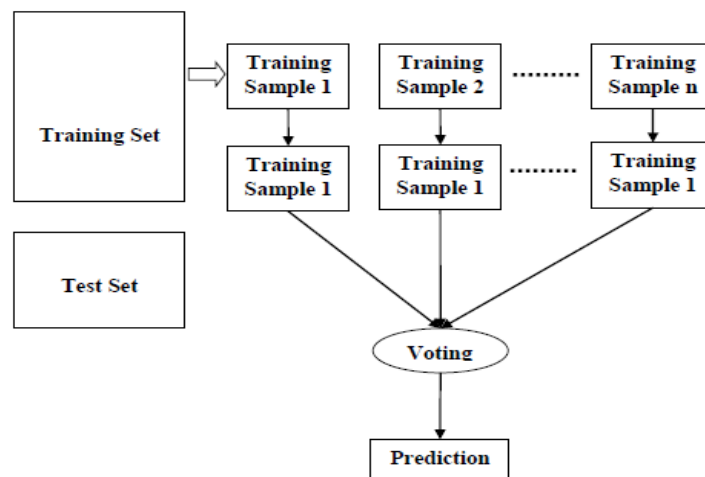 Training Set
Training
Sample 1
Training
Sample 2
.........
Training
Sample n
Training
Sample 1
Training
Sample 1
.........
Training
Sample 1
Test Set
Voting
Prediction